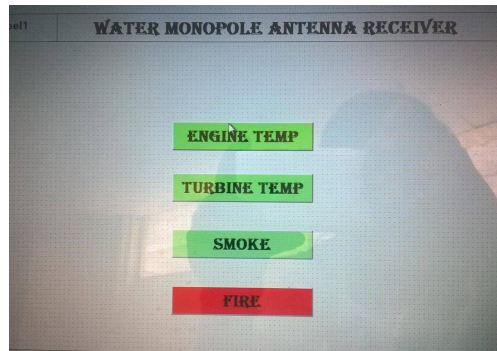 WATER MONOPOLE ANTENNA RECEIVER
ENGINE TEMP
TURBINE TEMP
SMOKE
FIRE